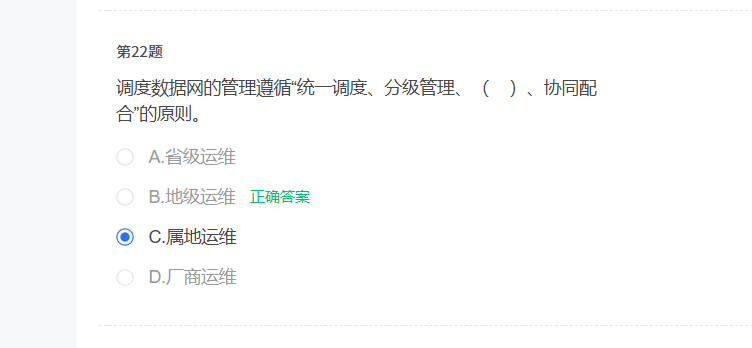 第22题
调度数据网的管理遵循“统一调度、分级管理、（　）、协同配
合”的原则。
A.省级运维
B.地级运维 正确答案
C.属地运维
D.厂商运维